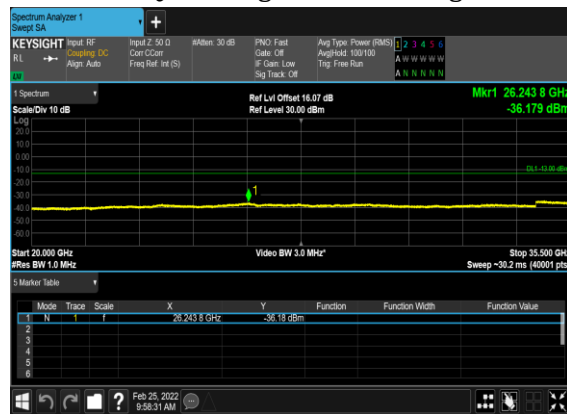 Spectrum Analyzer 1
Swept SA
+
KEYSIGHT Input: RF Input Z: 50 Ω #Atten: 30 dB PNO: Fast Avg Type: Power (RMS) 1 2 3 4 5 6
RL Coupling: DC Corr CCorr Gate: Off Avg|Hold: 100/100 A W W W W W
Align: Auto Freq Ref: Int (S) IF Gain: Low Trig: Free Run
LW Sig Track: Off A N N N N N
1 Spectrum Ref Lvl Offset 16.07 dB Mkr1 26.243 8 GHz
Scale/Div 10 dB Ref Level 30.00 dBm -36.179 dBm
Log
20.0
10.0
0.00
-10.0 DL1 -13.00 dBm
-20.0
-30.0 1
-40.0
-50.0
-60.0
Start 20.000 GHz Video BW 3.0 MHz* Stop 35.500 GHz
#Res BW 1.0 MHz Sweep ~30.2 ms (40001 pts)
5 Marker Table
Mode Trace Scale X Y Function Function Width Function Value
1 N 1 f 26.243 8 GHz -36.18 dBm
2
3
4
5
6
? Feb 25, 2022
9:58:31 AM